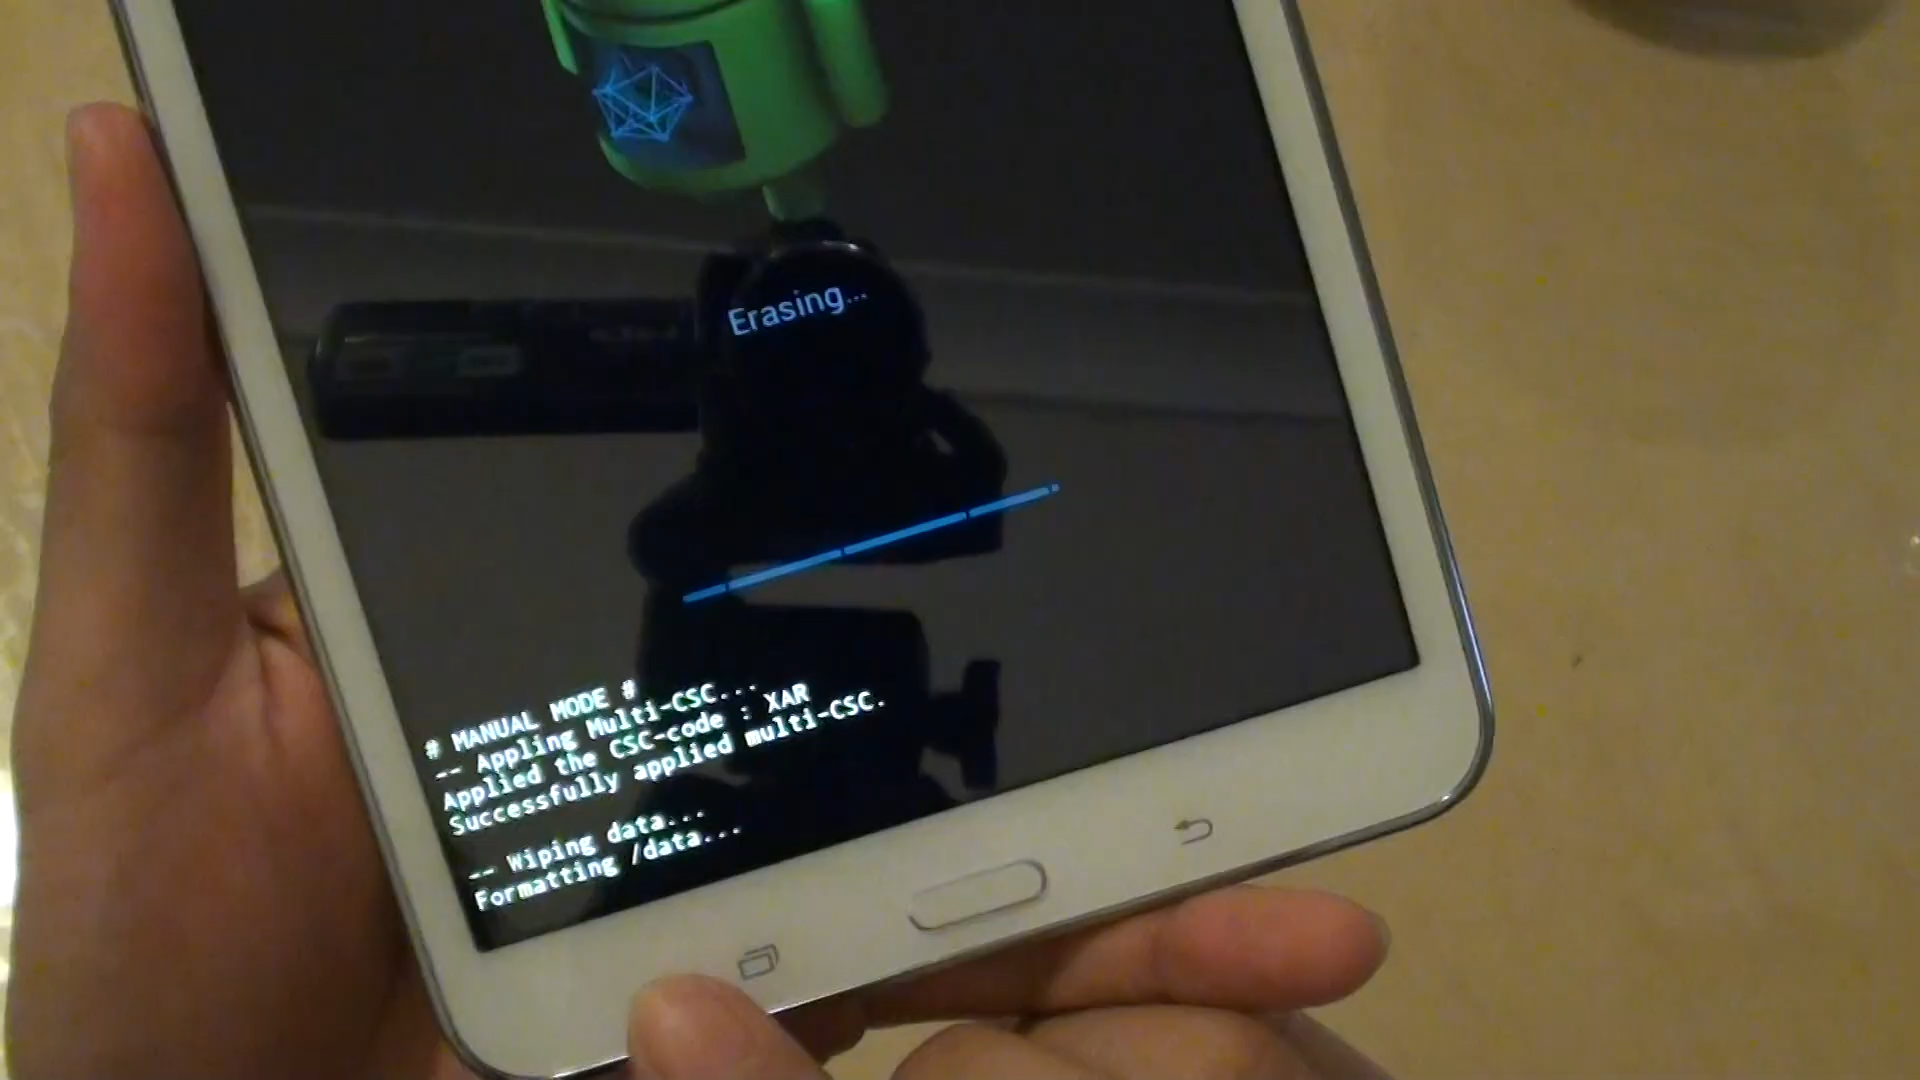 Erasing...
# MANUAL MODE #
-- Appling Multi-CSC...
Applied the CSC-code : XAR
Successfully applied multi-CSC.
-- Wiping data...
Formatting /data...